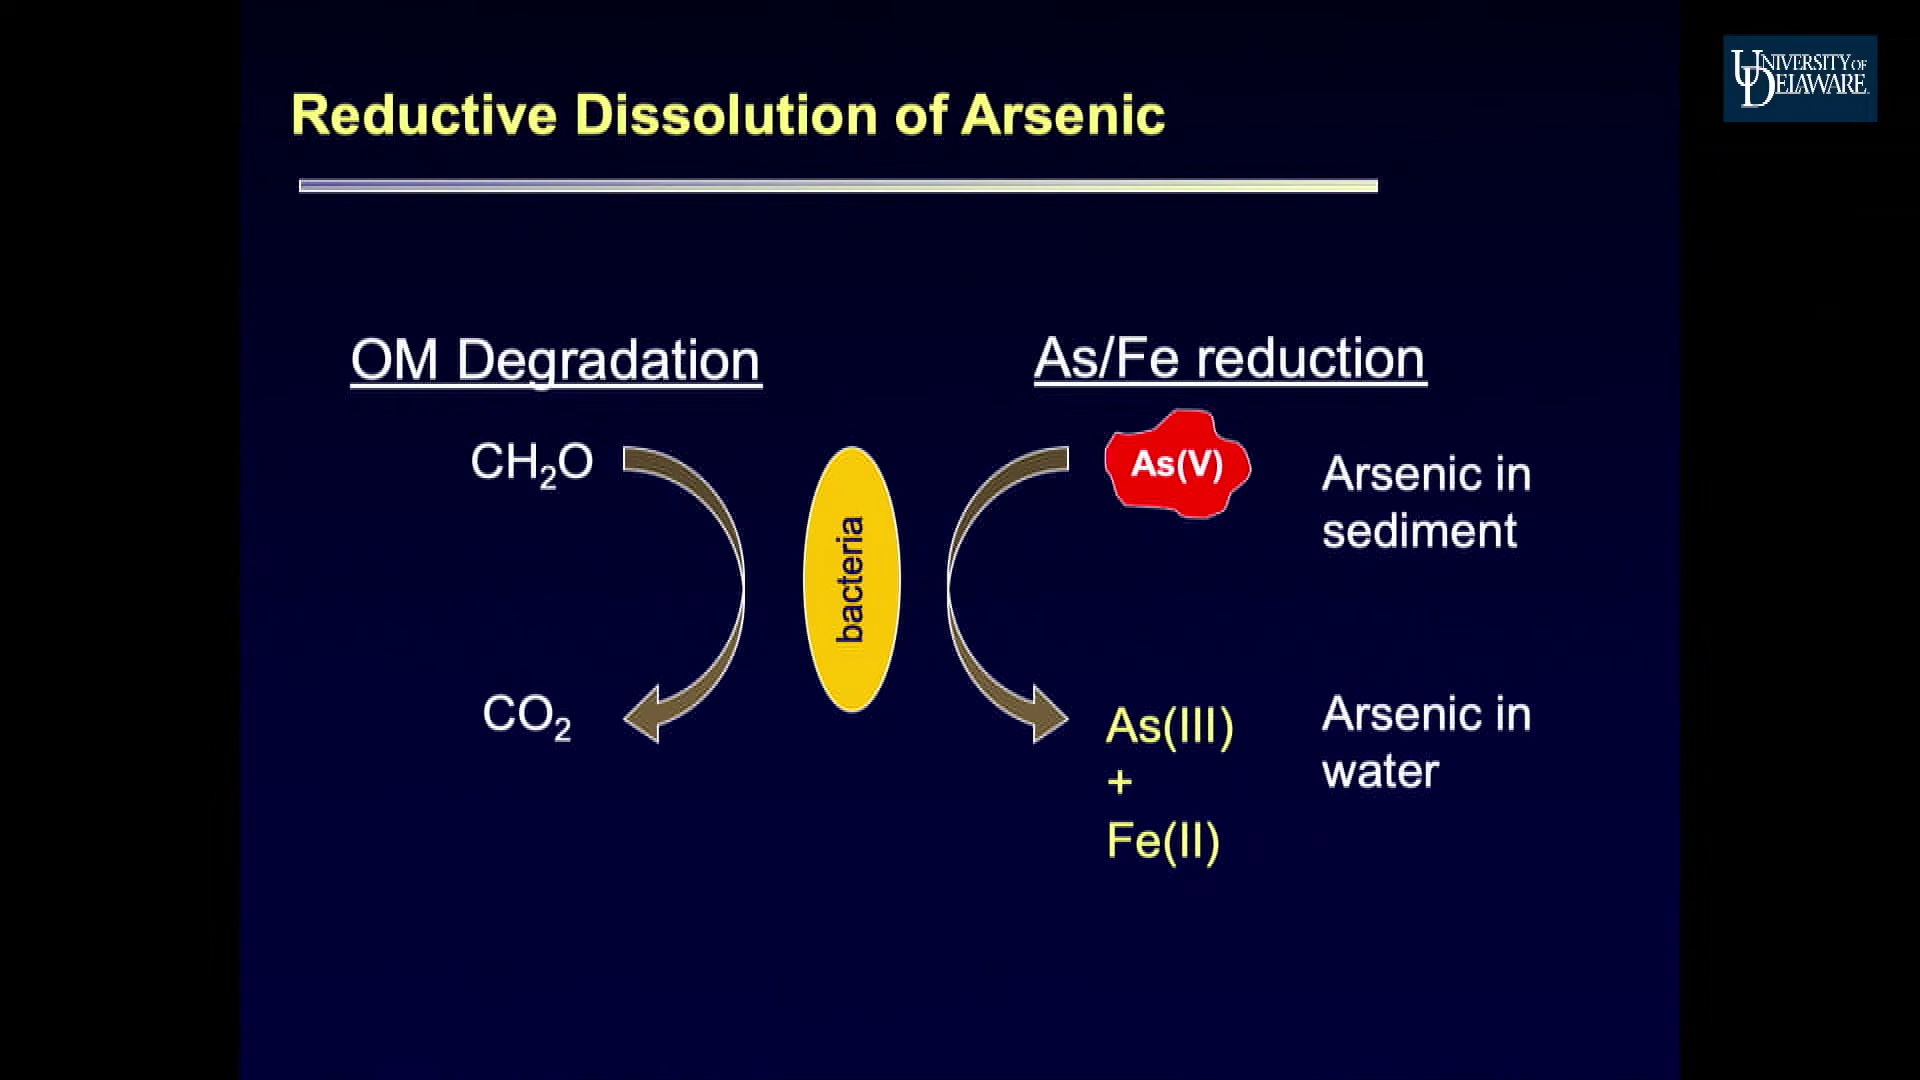 UNIVERSITY OF
DELAWARE
Reductive Dissolution of Arsenic
OM Degradation
As/Fe reduction
CH₂O
As(V)
Arsenic in
sediment
bacteria
CO₂
As(III)
+
Fe(II)
Arsenic in
water